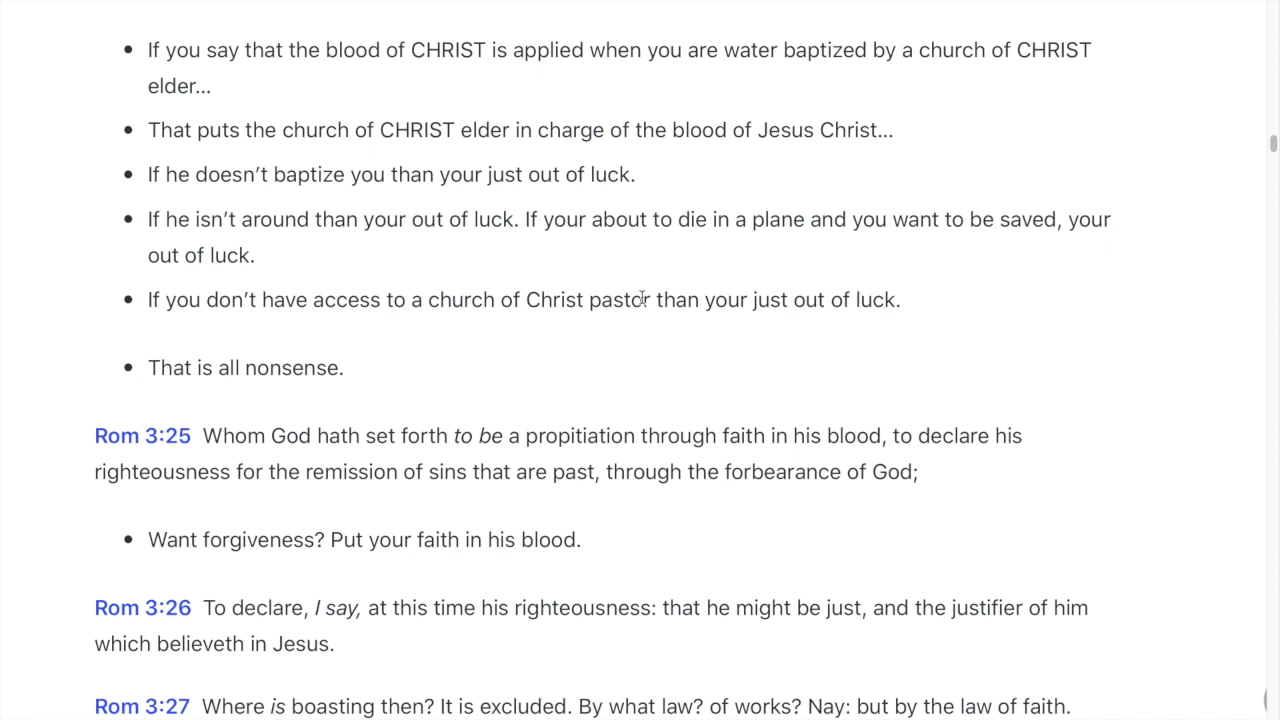 • If you say that the blood of CHRIST is applied when you are water baptized by a church of CHRIST
elder...
• That puts the church of CHRIST elder in charge of the blood of Jesus Christ...
• If he doesn’t baptize you than your just out of luck.
• If he isn’t around than your out of luck. If your about to die in a plane and you want to be saved, your
out of luck.
• If you don’t have access to a church of Christ pastor than your just out of luck.
• That is all nonsense.
Rom 3:25 Whom God hath set forth to be a propitiation through faith in his blood, to declare his
righteousness for the remission of sins that are past, through the forbearance of God;
• Want forgiveness? Put your faith in his blood.
Rom 3:26 To declare, I say, at this time his righteousness: that he might be just, and the justifier of him
which believeth in Jesus.
Rom 3:27 Where is boasting then? It is excluded. By what law? of works? Nay: but by the law of faith.